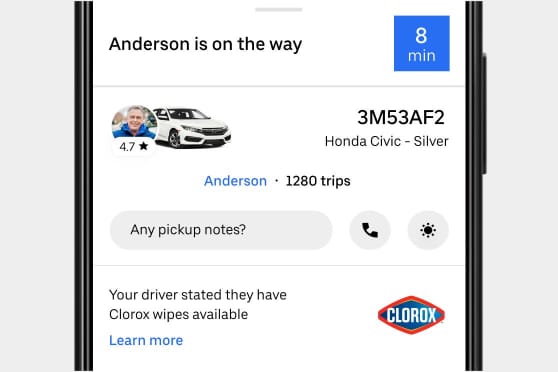 Anderson is on the way
8
min
4.7 ★
3M53AF2
Honda Civic - Silver
Anderson · 1280 trips
Any pickup notes?
Your driver stated they have
Clorox wipes available
CLOROX
Learn more